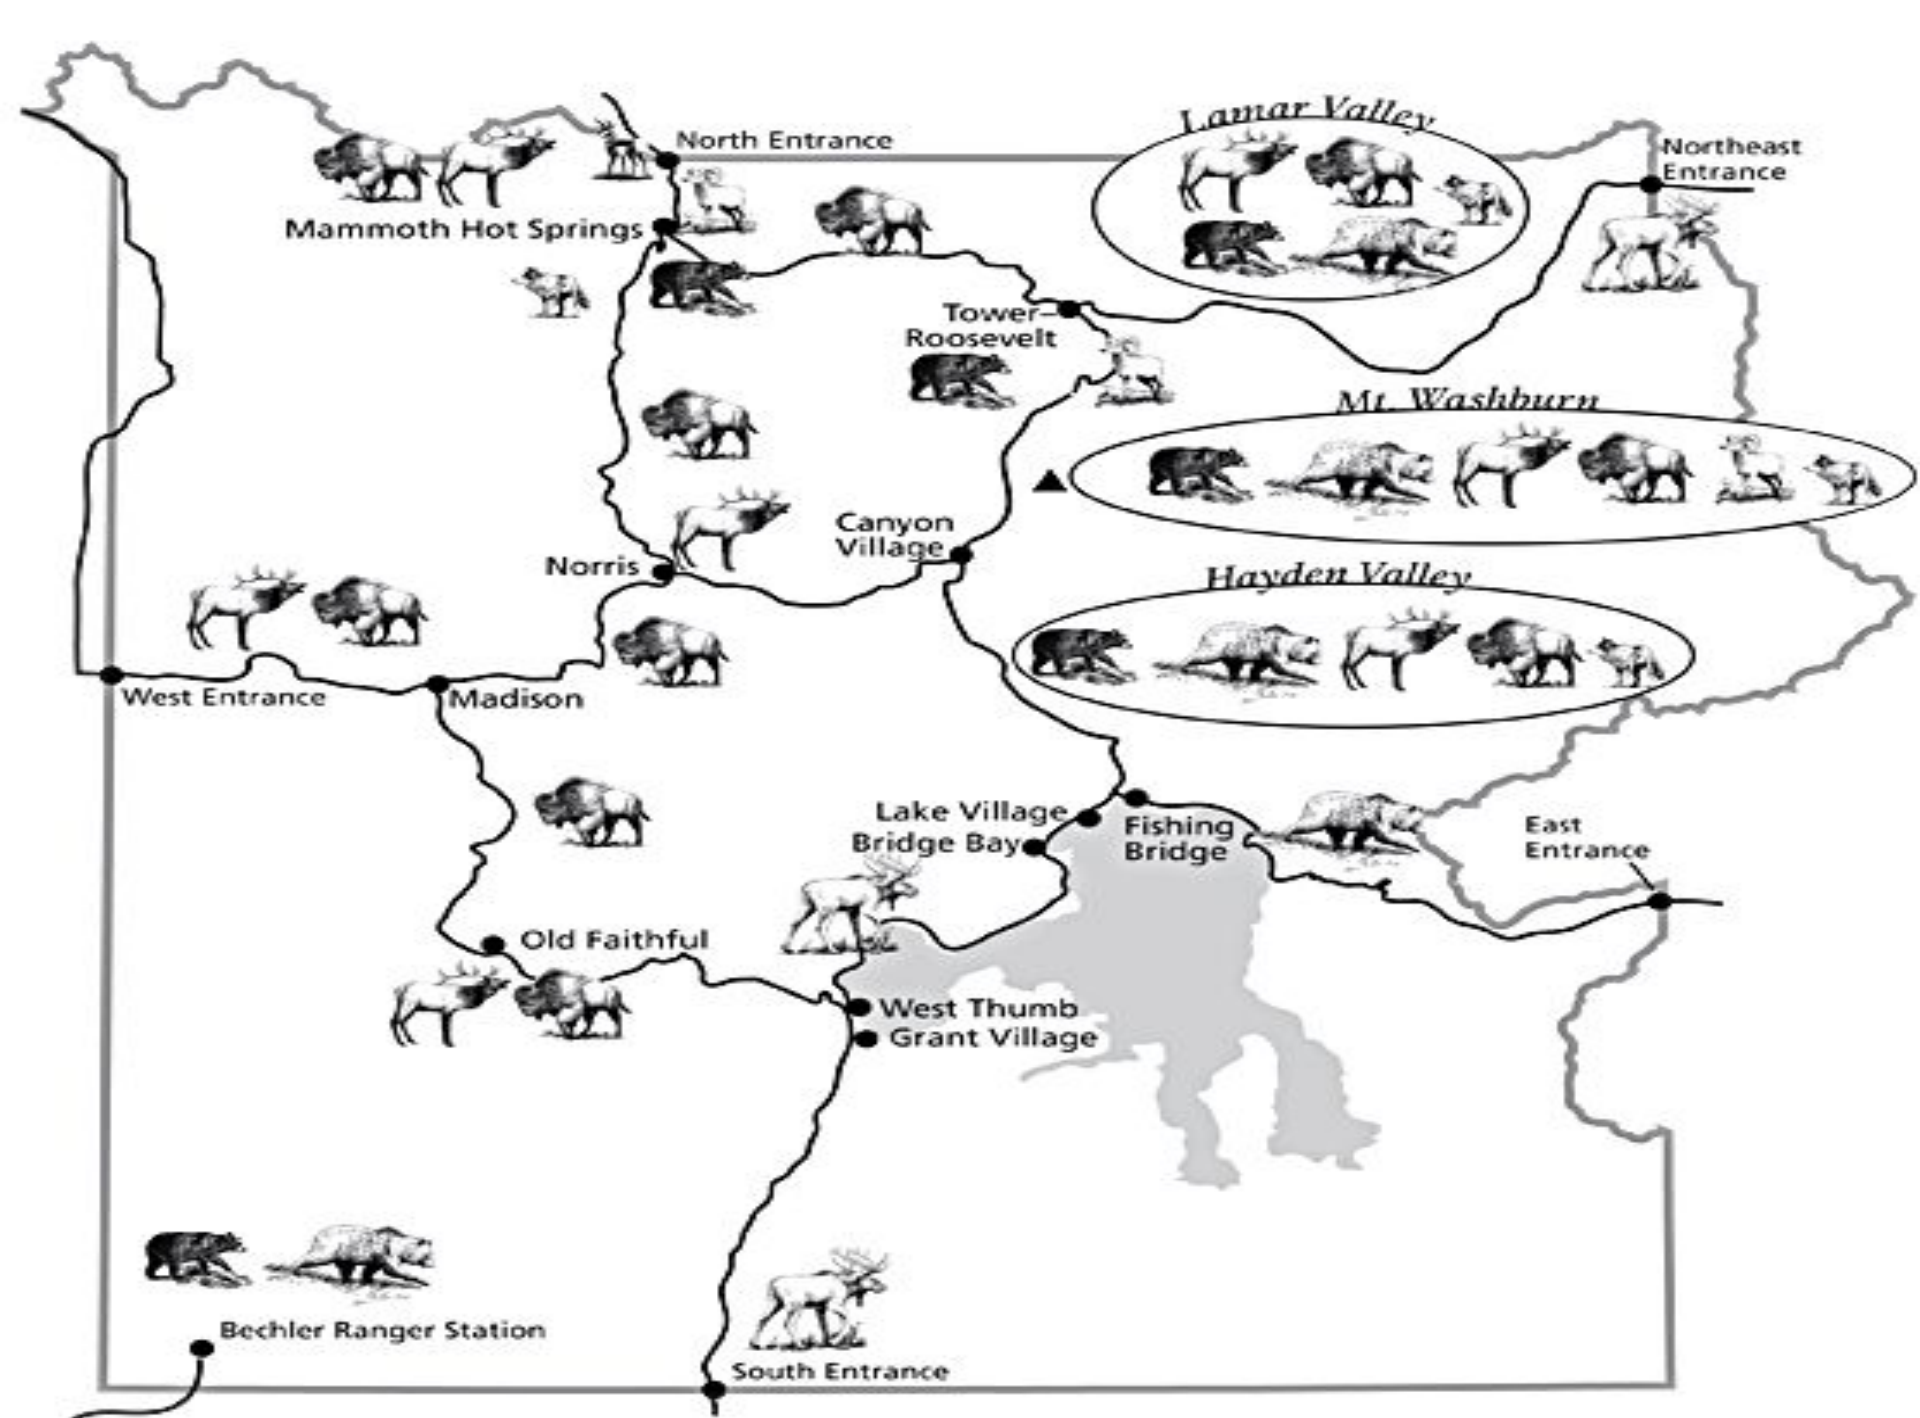 Lamar Valley
North Entrance
Northeast
Entrance
Mammoth Hot Springs
Tower–
Roosevelt
Mt. Washburn
Canyon
Village
Norris
Hayden Valley
West Entrance
Madison
Lake Village
Bridge Bay
Fishing
Bridge
East
Entrance
Old Faithful
West Thumb
Grant Village
Bechler Ranger Station
South Entrance